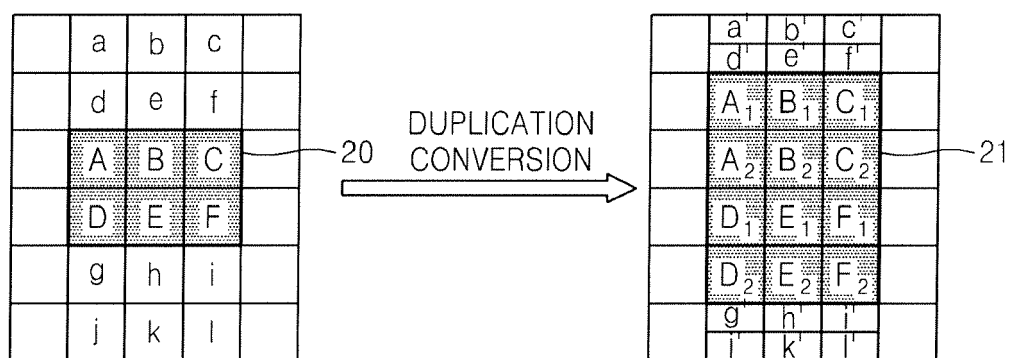 a b c
d e f
A B C
D E F
g h i
j k l
20
DUPLICATION
CONVERSION
a' b' c'
d' e' f'
A1 B1 C1
A2 B2 C2
D1 E1 F1
D2 E2 F2
g' h' i'
j' k' l'
21